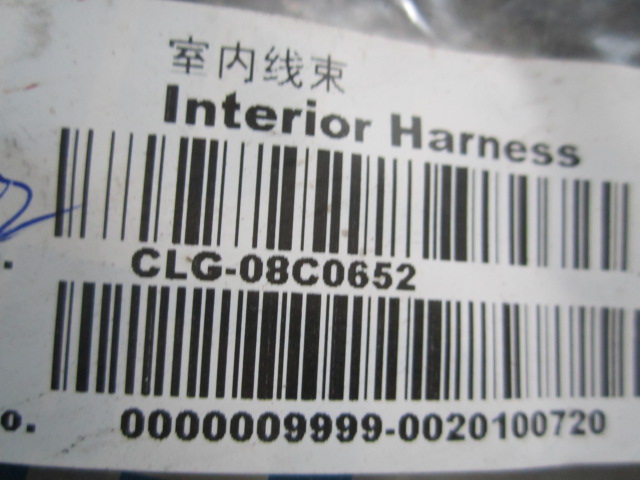 室内线束
Interior Harness
CLG-08C0652
o. 0000009999-0020100720